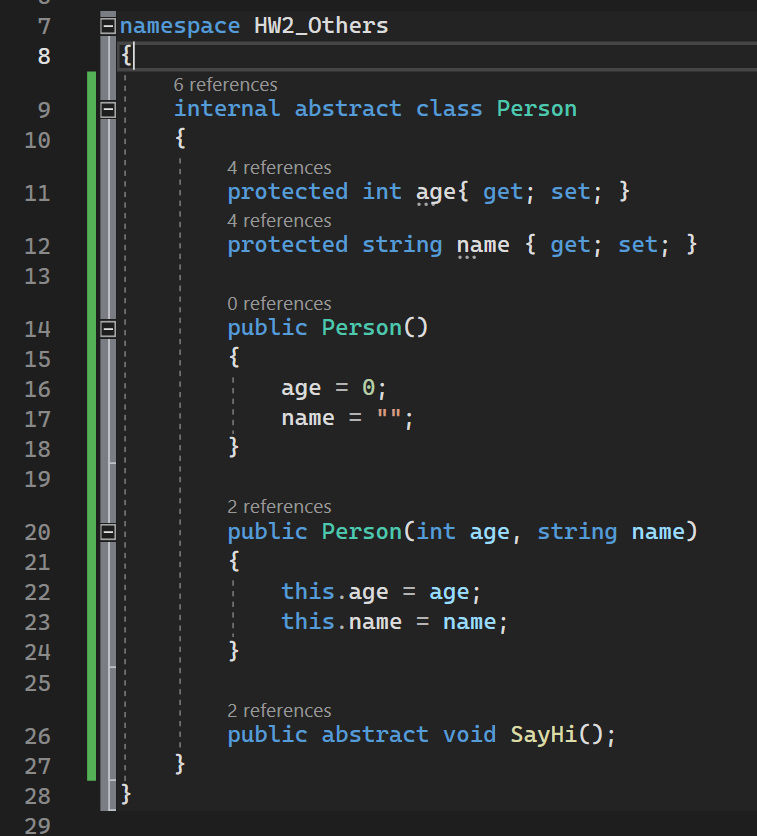 7 namespace HW2_Others
8 {
6 references
9 internal abstract class Person
10 {
4 references
11 protected int age{ get; set; }
4 references
12 protected string name { get; set; }
13
0 references
14 public Person()
15 {
16 age = 0;
17 name = "";
18 }
19
2 references
20 public Person(int age, string name)
21 {
22 this.age = age;
23 this.name = name;
24 }
25
2 references
26 public abstract void SayHi();
27 }
28 }
29